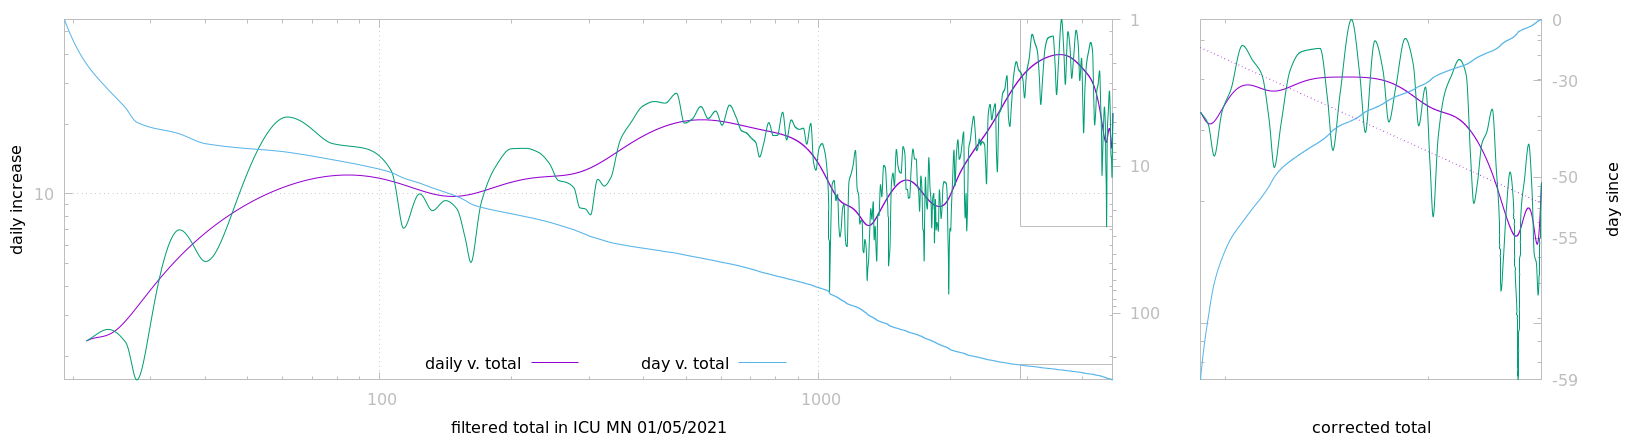 1
10
100
10
daily increase
daily v. total
day v. total
100
1000
filtered total in ICU MN 01/05/2021
0
-30
-50
-55
-59
day since
corrected total